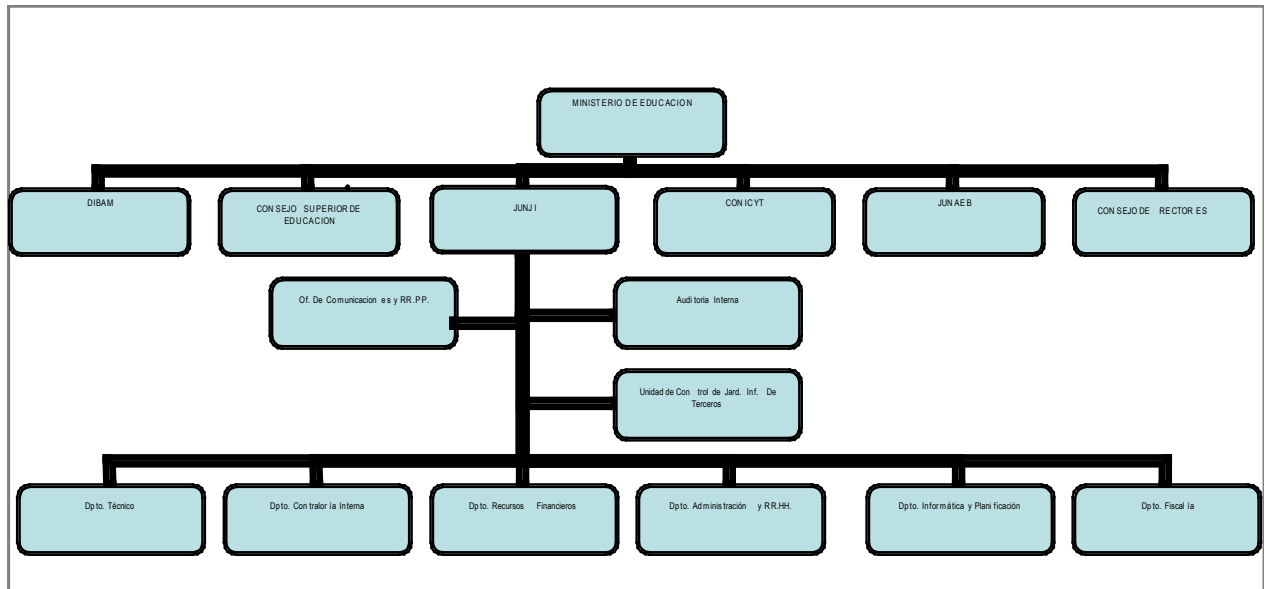 MINISTERIO DE EDUCACION
DIBAM
CONSEJO SUPERIOR DE
EDUCACION
JUNJI
CONICYT
JUNAEB
CONSEJO DE RECTORES
Of. De Comunicaciones y RR.PP.
Auditoria Interna
Unidad de Control de Jard. Inf. De
Terceros
Dpto. Técnico
Dpto. Contraloría Interna
Dpto. Recursos Financieros
Dpto. Administración y RR.HH.
Dpto. Informática y Planificación
Dpto. Fiscalía